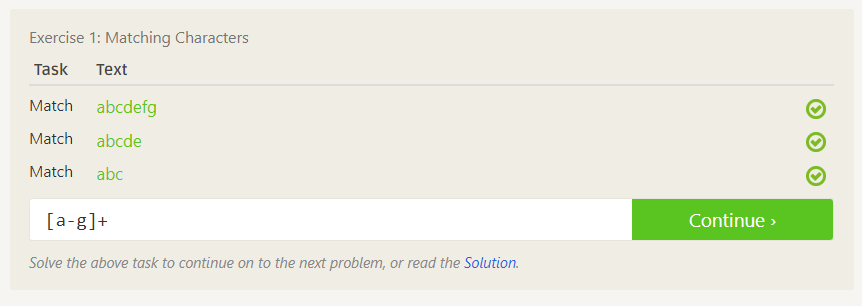 Exercise 1: Matching Characters
Task Text
Match abcdefg
Match abcde
Match abc
[a-g]+ Continue ›
Solve the above task to continue on to the next problem, or read the Solution.